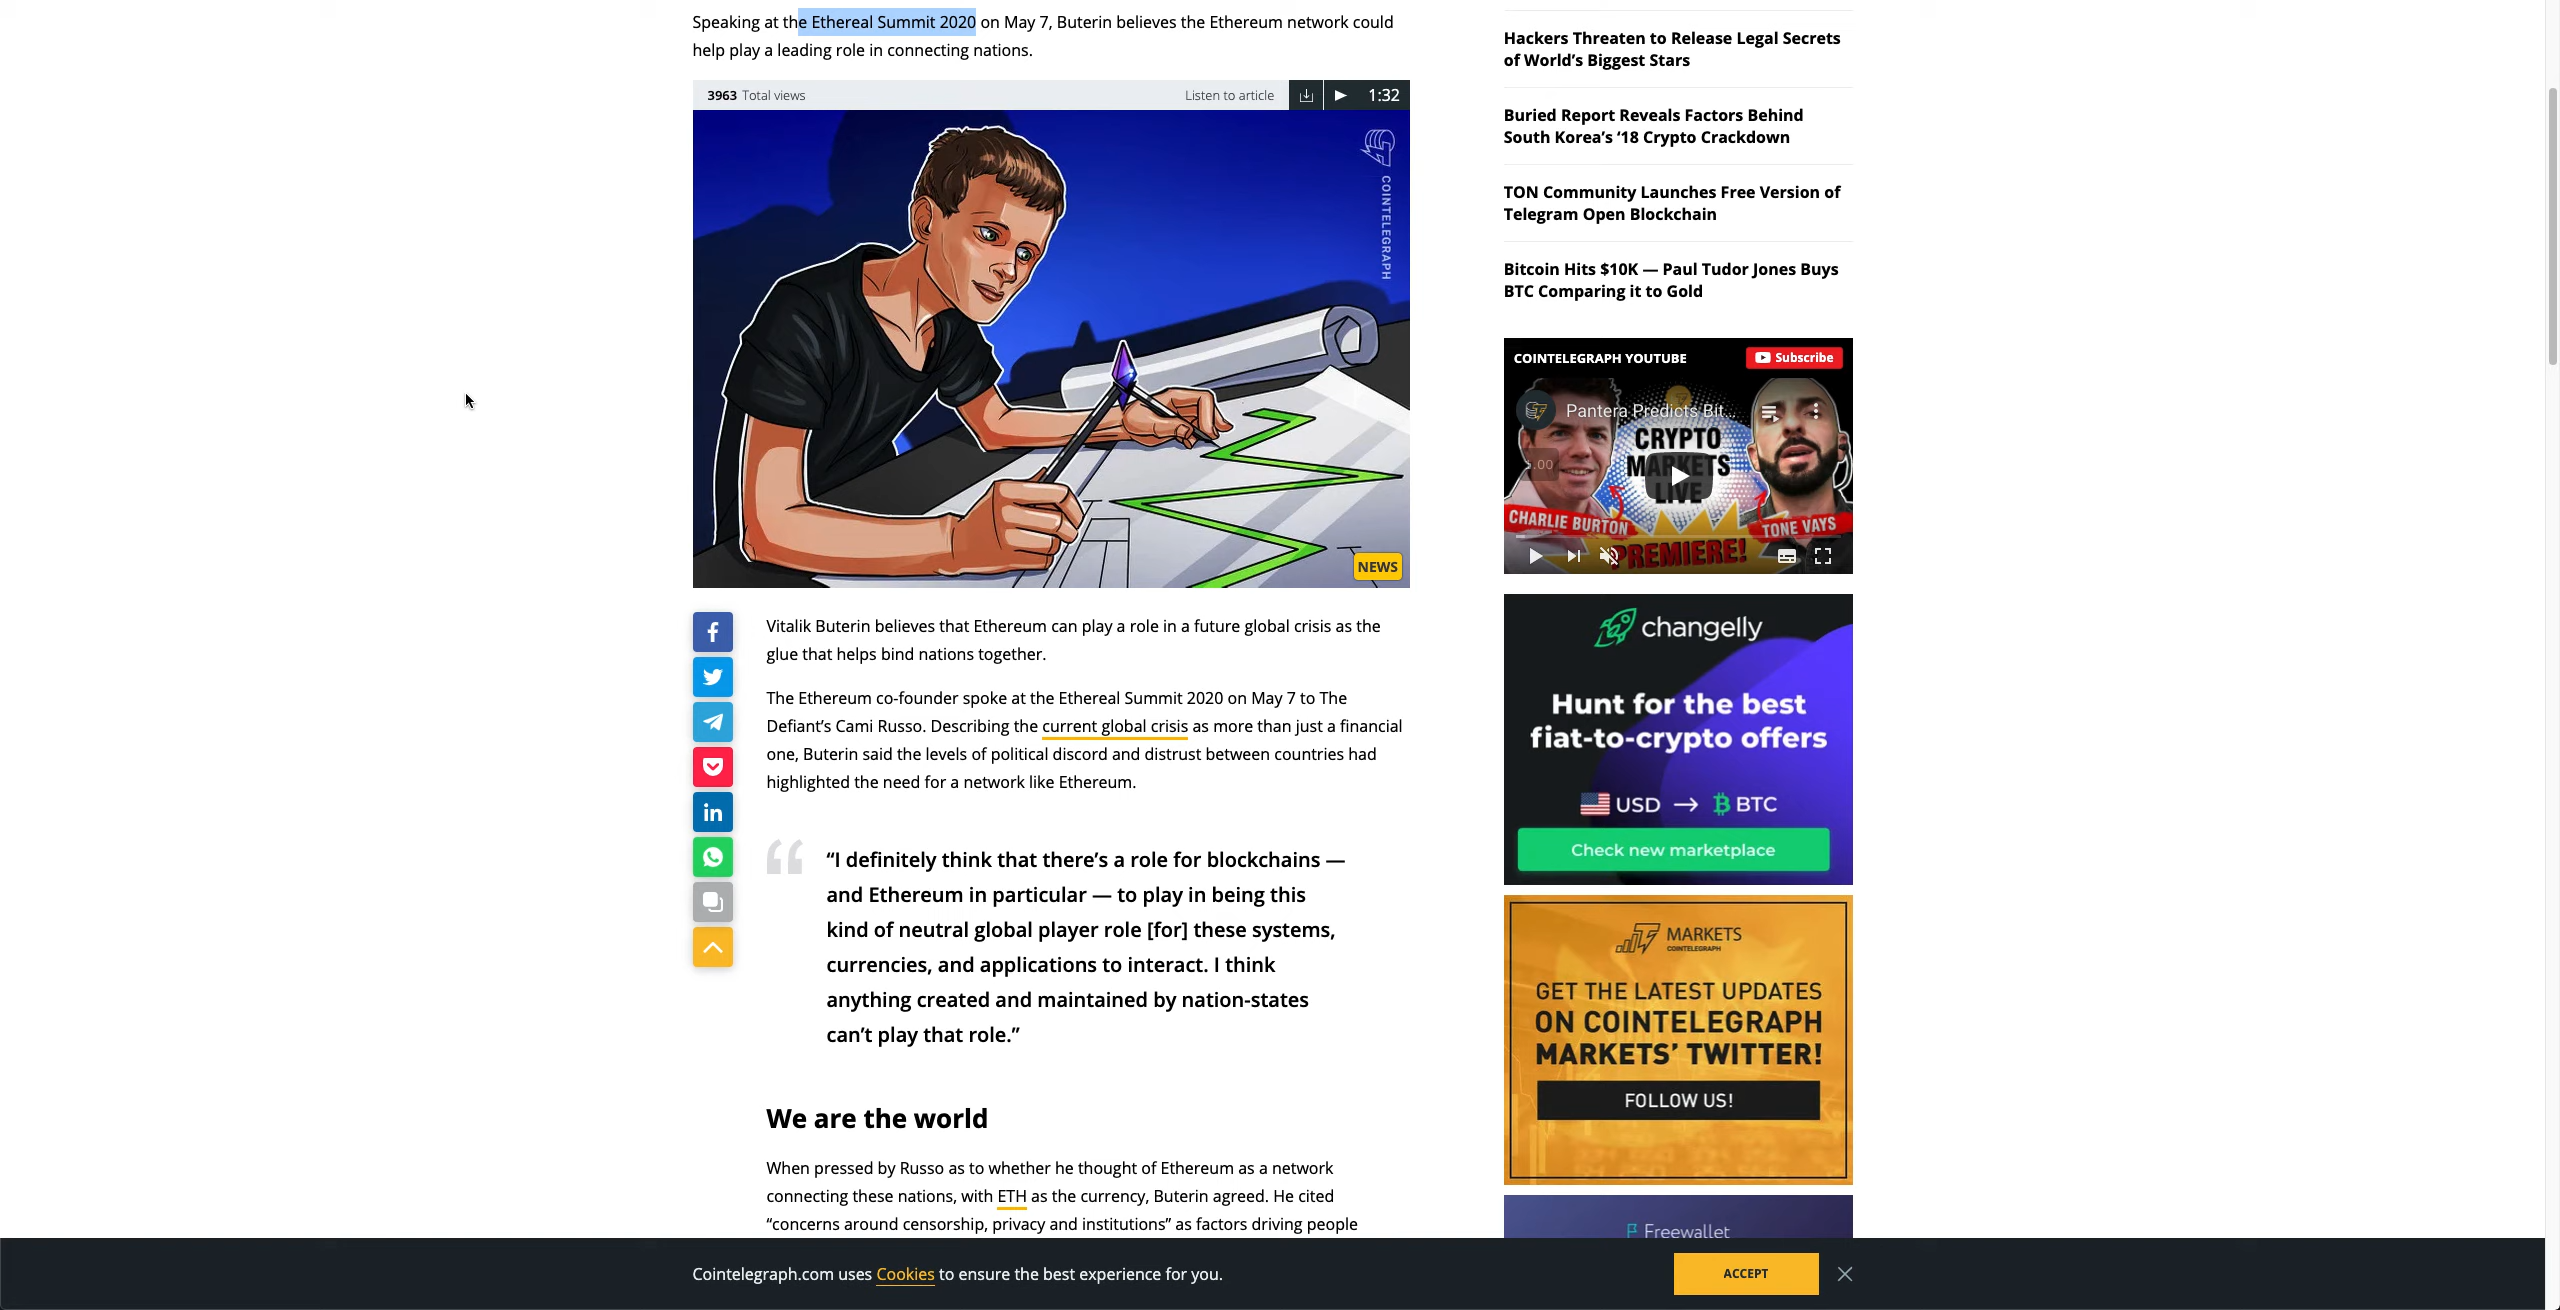 Speaking at the Ethereal Summit 2020 on May 7, Buterin believes the Ethereum network could
help play a leading role in connecting nations.
3963 Total views
Listen to article
1:32
COINTELEGRAPH
NEWS
Vitalik Buterin believes that Ethereum can play a role in a future global crisis as the
glue that helps bind nations together.
The Ethereum co-founder spoke at the Ethereal Summit 2020 on May 7 to The
Defiant’s Cami Russo. Describing the current global crisis as more than just a financial
one, Buterin said the levels of political discord and distrust between countries had
highlighted the need for a network like Ethereum.
“I definitely think that there’s a role for blockchains —
and Ethereum in particular — to play in being this
kind of neutral global player role [for] these systems,
currencies, and applications to interact. I think
anything created and maintained by nation-states
can’t play that role.”
We are the world
When pressed by Russo as to whether he thought of Ethereum as a network
connecting these nations, with ETH as the currency, Buterin agreed. He cited
“concerns around censorship, privacy and institutions” as factors driving people
Hackers Threaten to Release Legal Secrets
of World’s Biggest Stars
Buried Report Reveals Factors Behind
South Korea’s ‘18 Crypto Crackdown
TON Community Launches Free Version of
Telegram Open Blockchain
Bitcoin Hits $10K — Paul Tudor Jones Buys
BTC Comparing it to Gold
COINTELEGRAPH YOUTUBE
Subscribe
Pantera Predicts Bit...
CRYPTO
MARKETS
LIVE
CHARLIE BURTON
TONE VAYS
PREMIERE!
changelly
Hunt for the best
fiat-to-crypto offers
USD → BTC
Check new marketplace
MARKETS
COINTELEGRAPH
GET THE LATEST UPDATES
ON COINTELEGRAPH
MARKETS’ TWITTER!
FOLLOW US!
Freewallet
Cointelegraph.com uses Cookies to ensure the best experience for you.
ACCEPT